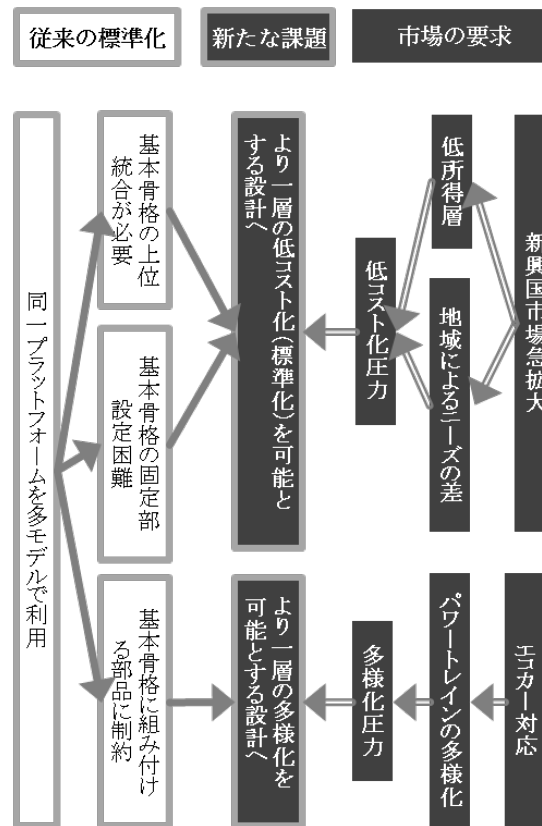 従来の標準化
新たな課題
市場の要求
同一プラットフォームを多モデルで利用
基本骨格の上位
統合が必要
基本骨格の固定部
設定困難
基本骨格に組み付け
る部品に制約
より一層の低コスト化(標準化)を可能と
する設計へ
より一層の多様化を
可能とする設計へ
低コスト化圧力
多様化圧力
低所得層
地域によるニーズの差
パワートレインの多様化
新興国市場急拡大
エコカー対応